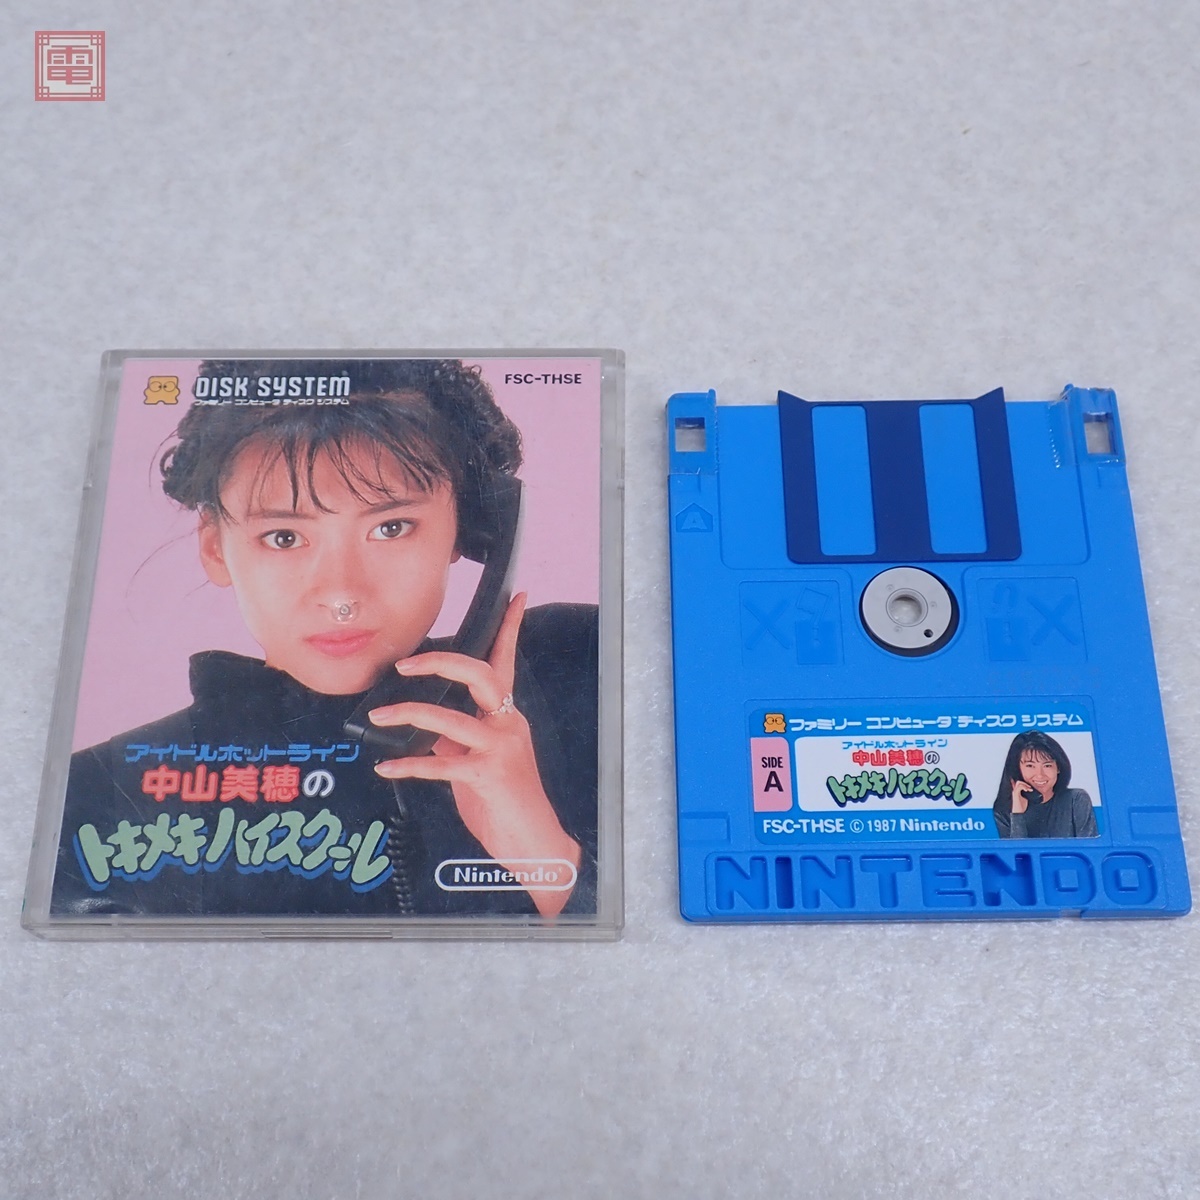 電
DISK SYSTEM
ファミリー コンピュータ ディスク システム
FSC-THSE
アイドルホットライン
中山美穂の
トキメキハイスクール
Nintendo
A
ファミリー コンピュータ ディスク システム
SIDE
A
アイドルホットライン
中山美穂の
トキメキハイスクール
FSC-THSE © 1987 Nintendo
NINTENDO